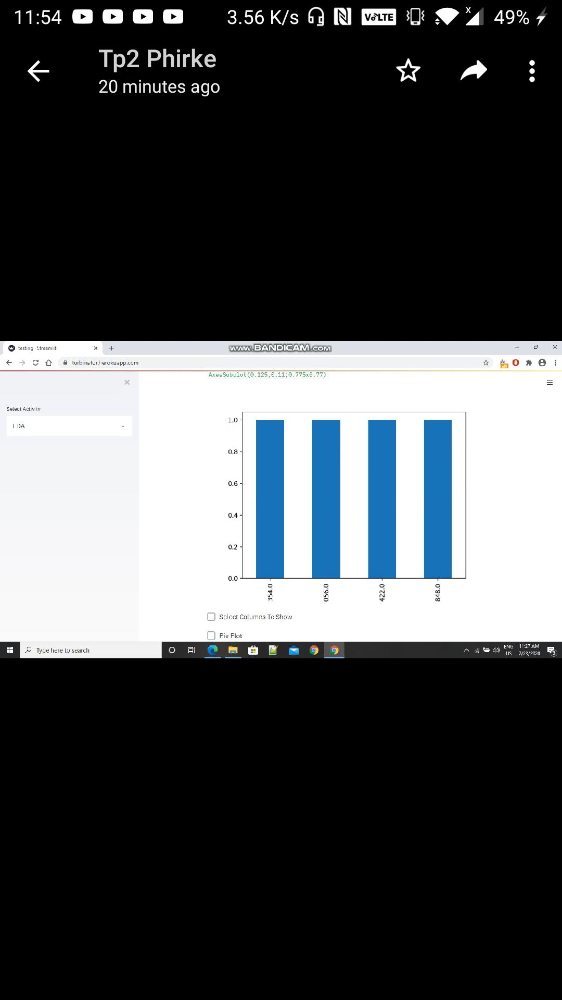 11:54 3.56 K/s VoLTE X 49%
Tp2 Phirke
20 minutes ago
testing · Streamlit
www.BANDICAM.com
turbinator.herokuapp.com
off
AxesSubplot(0.125,0.11;0.775x0.77)
Select Activity
EDA
1.0
0.8
0.6
0.4
0.2
0.0
354.0
056.0
422.0
848.0
Select Columns To Show
Pie Plot
Type here to search
ENG
US
11:27 AM
7/23/2020
3